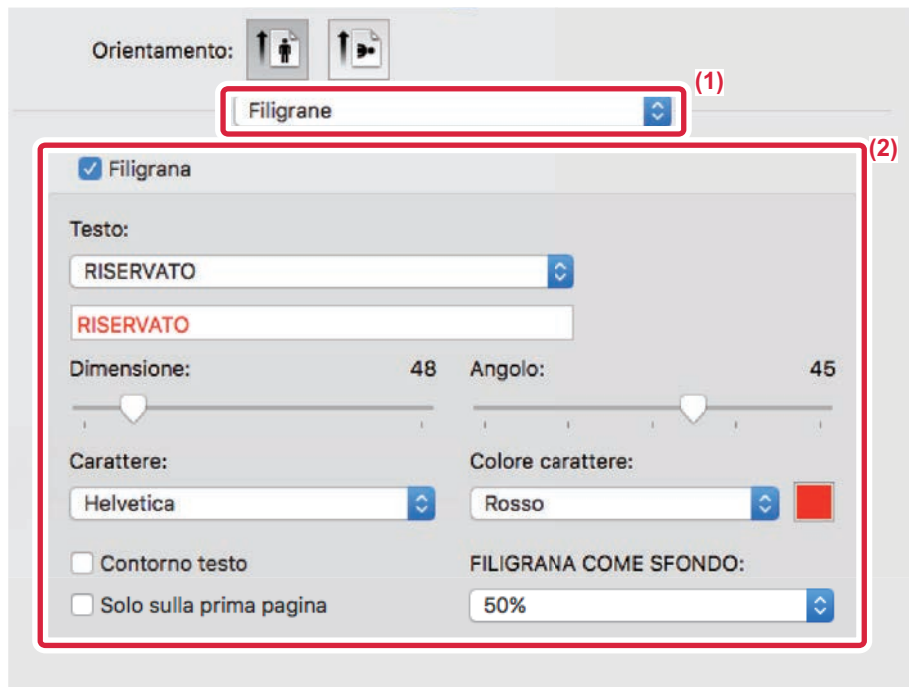 Orientamento:
(1)
Filigrane
(2)
Filigrana
Testo:
RISERVATO
RISERVATO
Dimensione: 48 Angolo: 45
Carattere: Colore carattere:
Helvetica Rosso
Contorno testo FILIGRANA COME SFONDO:
Solo sulla prima pagina 50%